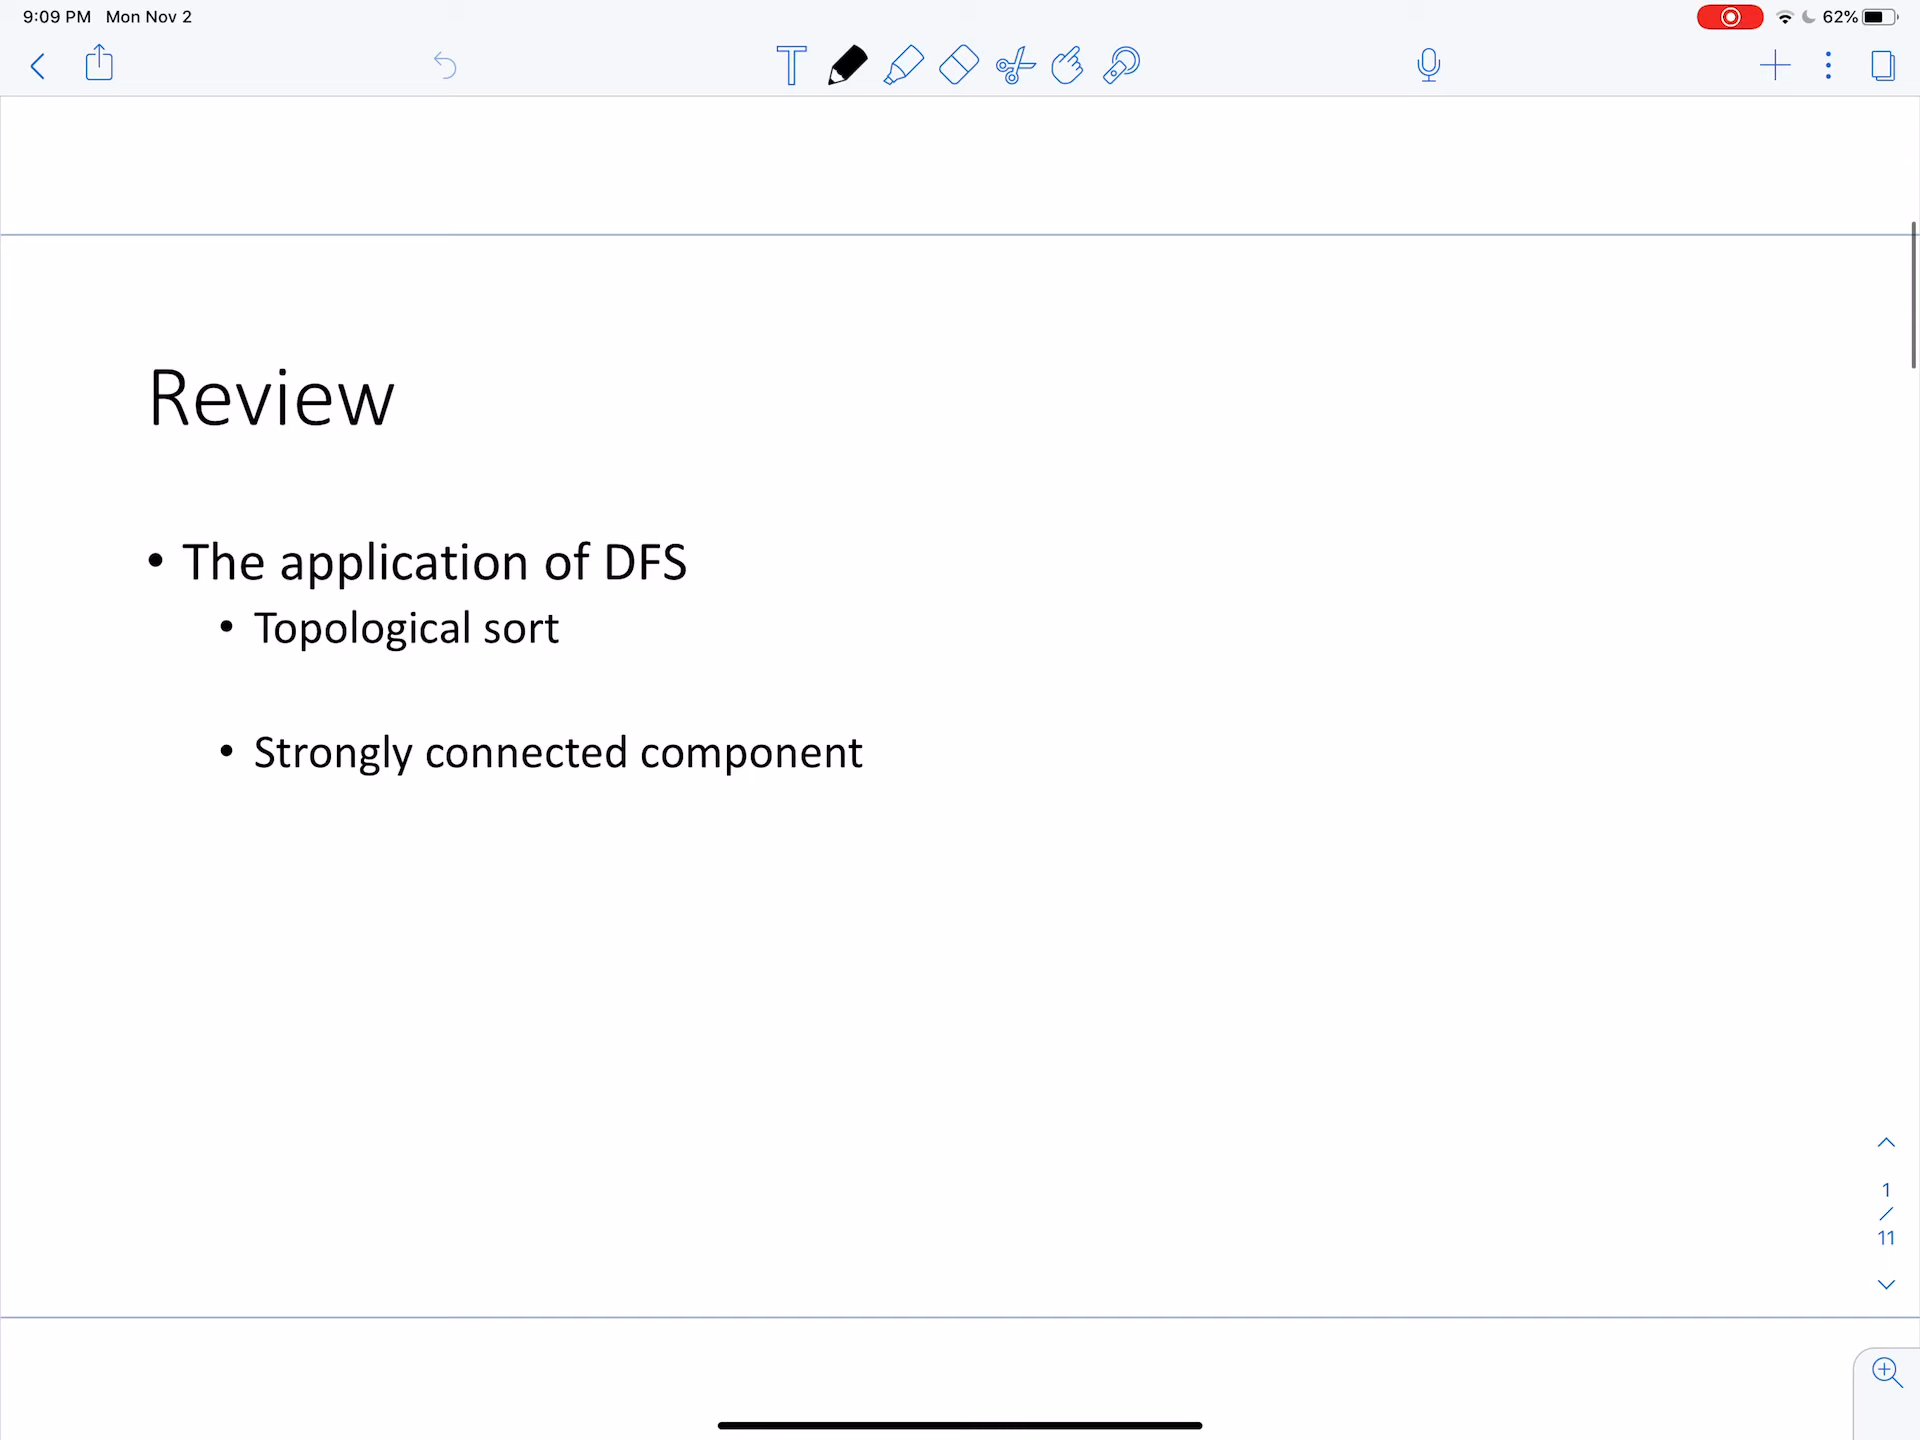 9:09 PM Mon Nov 2
62%
T
Review
• The application of DFS
• Topological sort
• Strongly connected component
1
/
11